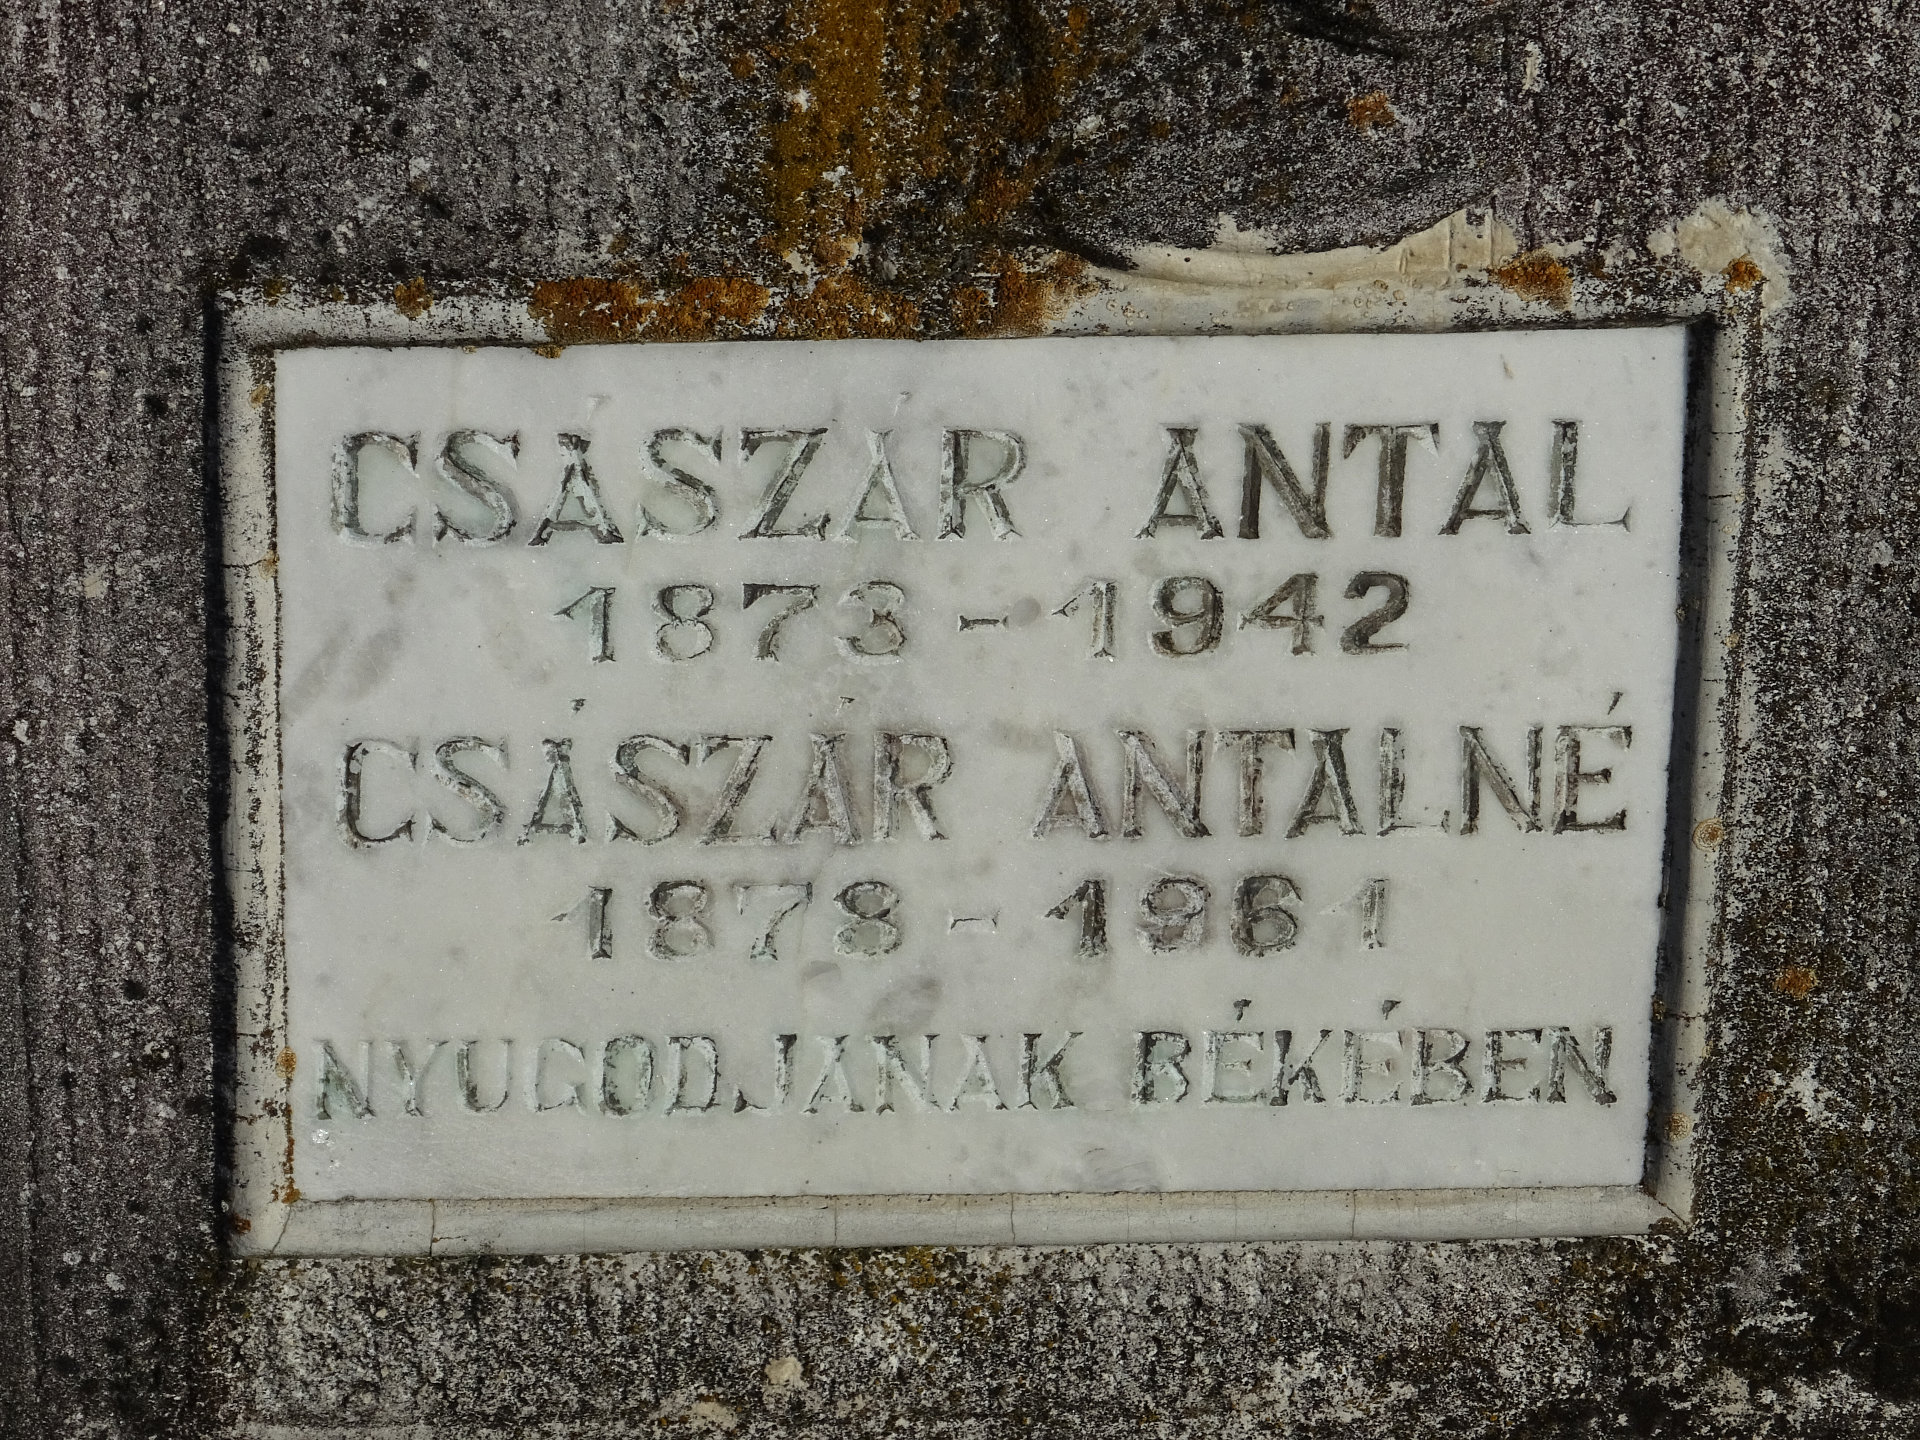 CSÁSZÁR ANTAL
1873-1942
CSÁSZÁR ANTALNÉ
1878-1961
NYUGODJANAK BÉKÉBEN